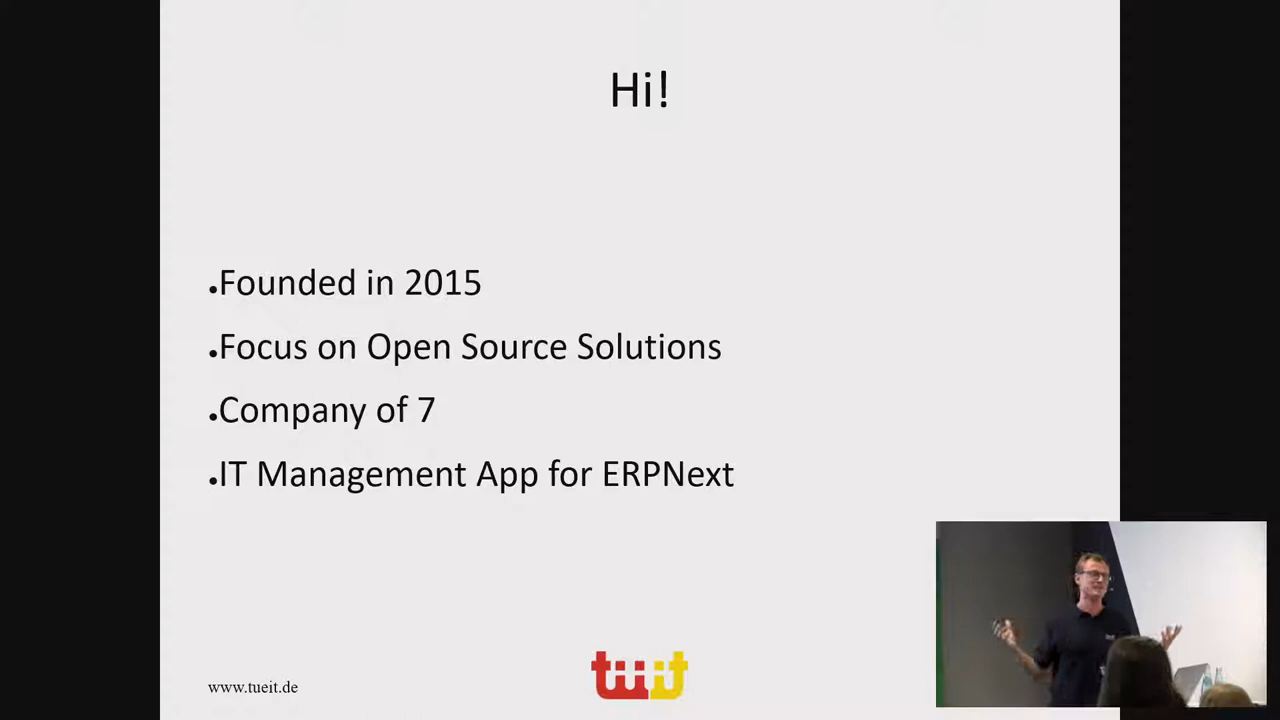 Hi!
•Founded in 2015
•Focus on Open Source Solutions
•Company of 7
•IT Management App for ERPNext
www.tueit.de
tüit